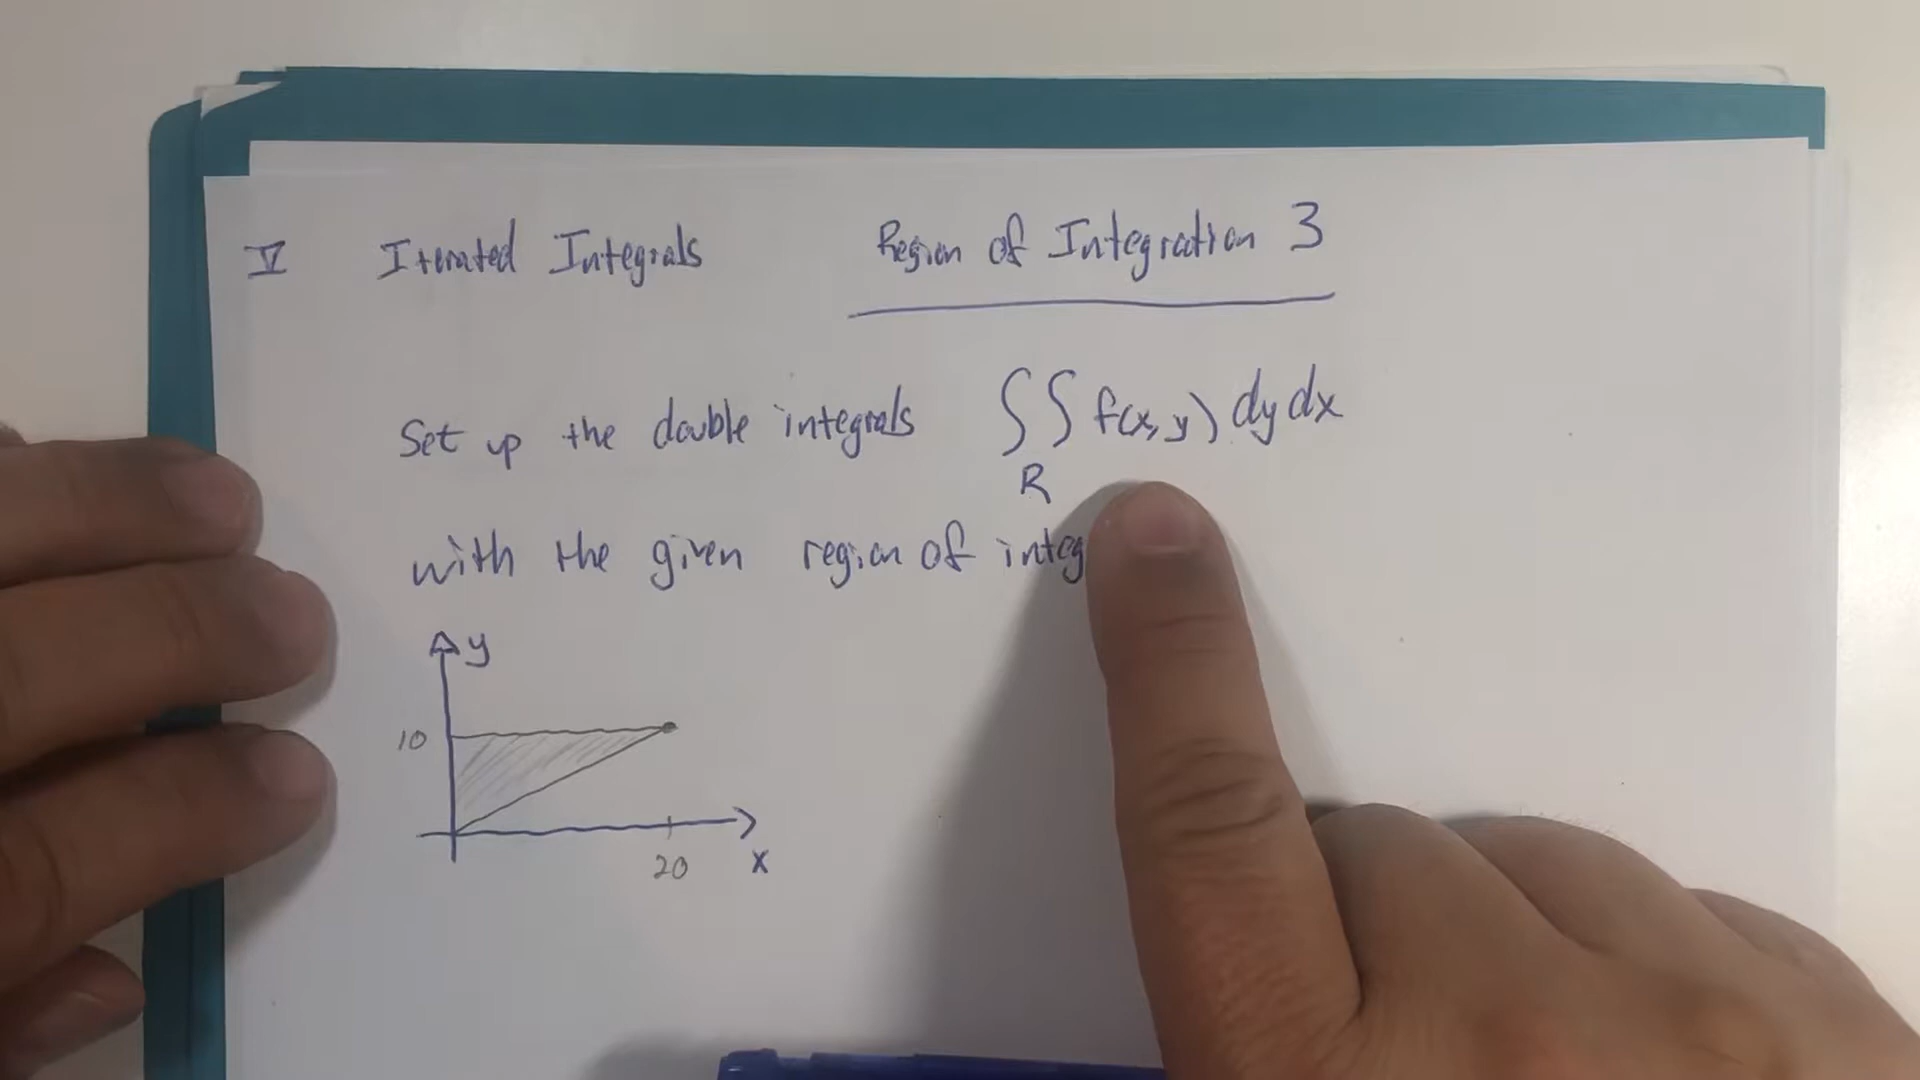 V Iterated Integrals Region of Integration 3
Set up the double integrals ∫∫ f(x,y) dy dx
R
with the given region of
y
10
20 x